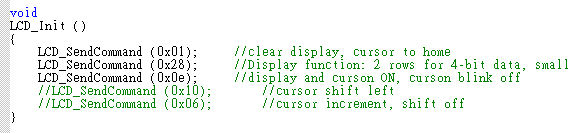 void
LCD_Init ()
{
LCD_SendCommand (0x01); //clear display, cursor to home
LCD_SendCommand (0x28); //Display function: 2 rows for 4-bit data, small
LCD_SendCommand (0x0e); //display and curson ON, curson blink off
//LCD_SendCommand (0x10); //cursor shift left
//LCD_SendCommand (0x06); //cursor increment, shift off
}